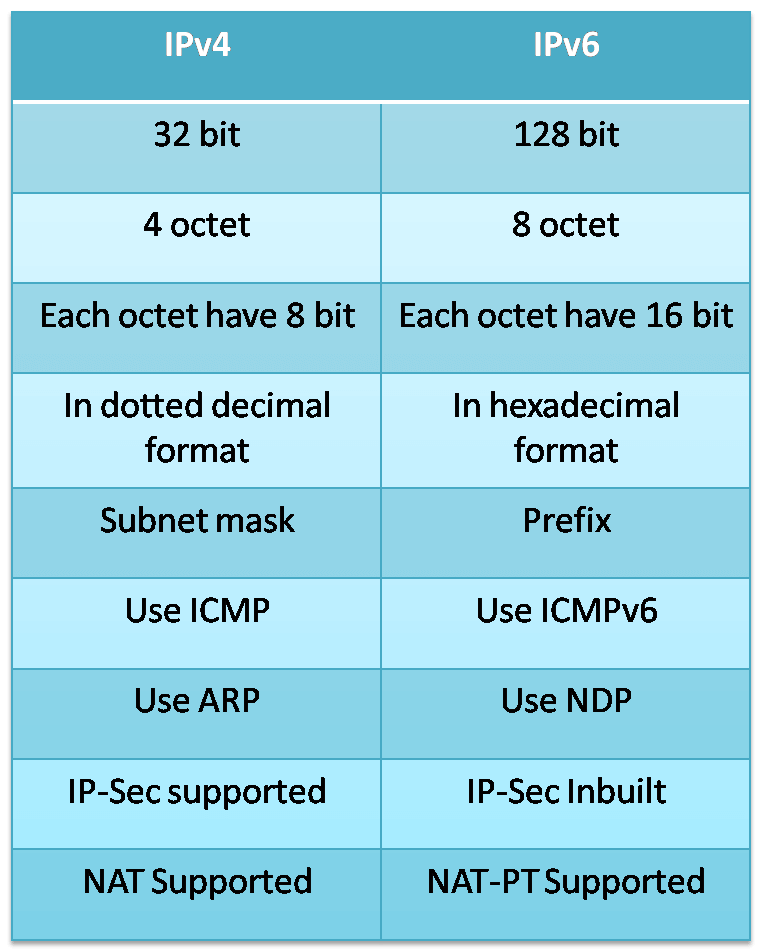 IPv4 IPv6
32 bit 128 bit
4 octet 8 octet
Each octet have 8 bit Each octet have 16 bit
In dotted decimal In hexadecimal
format format
Subnet mask Prefix
Use ICMP Use ICMPv6
Use ARP Use NDP
IP-Sec supported IP-Sec Inbuilt
NAT Supported NAT-PT Supported